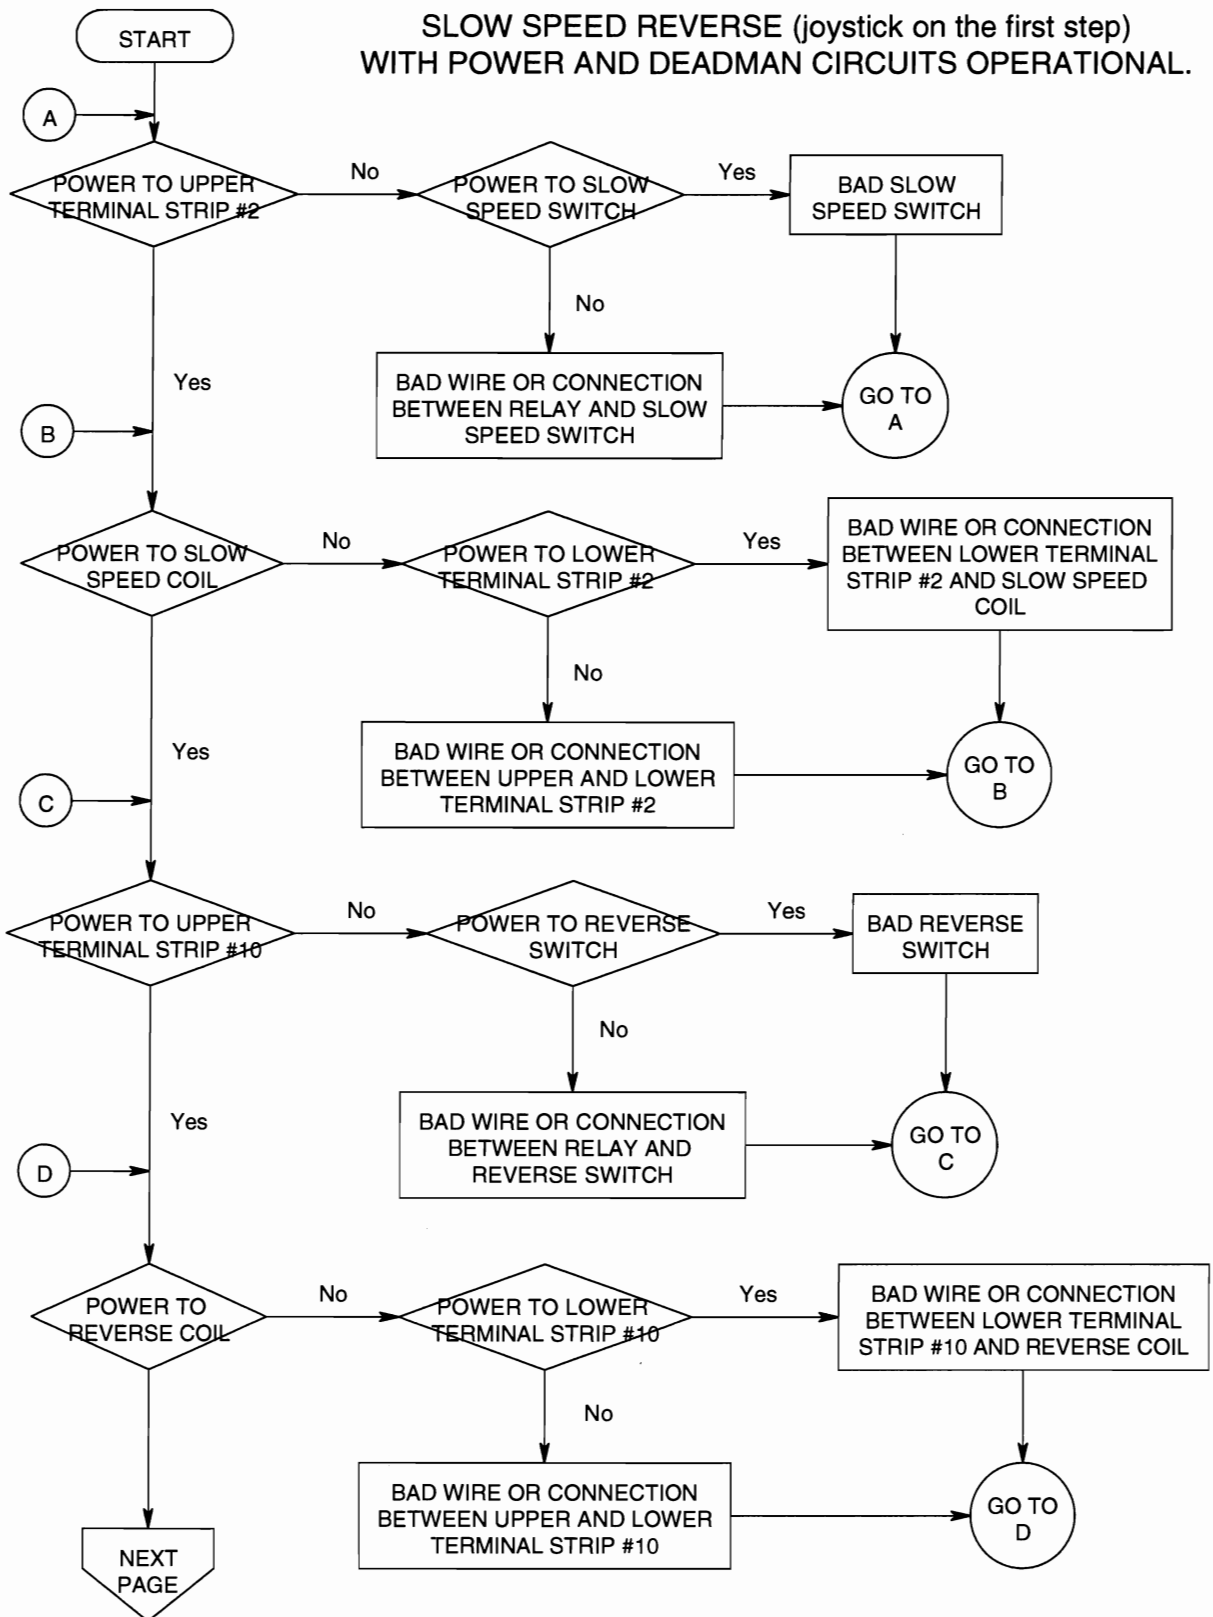 SLOW SPEED REVERSE (joystick on the first step)
WITH POWER AND DEADMAN CIRCUITS OPERATIONAL.
START
A
POWER TO UPPER
TERMINAL STRIP #2
No
POWER TO SLOW
SPEED SWITCH
Yes
BAD SLOW
SPEED SWITCH
No
Yes
BAD WIRE OR CONNECTION
BETWEEN RELAY AND SLOW
SPEED SWITCH
GO TO
A
B
POWER TO SLOW
SPEED COIL
No
POWER TO LOWER
TERMINAL STRIP #2
Yes
BAD WIRE OR CONNECTION
BETWEEN LOWER TERMINAL
STRIP #2 AND SLOW SPEED
COIL
No
Yes
BAD WIRE OR CONNECTION
BETWEEN UPPER AND LOWER
TERMINAL STRIP #2
GO TO
B
C
POWER TO UPPER
TERMINAL STRIP #10
No
POWER TO REVERSE
SWITCH
Yes
BAD REVERSE
SWITCH
No
Yes
BAD WIRE OR CONNECTION
BETWEEN RELAY AND
REVERSE SWITCH
GO TO
C
D
POWER TO
REVERSE COIL
No
POWER TO LOWER
TERMINAL STRIP #10
Yes
BAD WIRE OR CONNECTION
BETWEEN LOWER TERMINAL
STRIP #10 AND REVERSE COIL
No
BAD WIRE OR CONNECTION
BETWEEN UPPER AND LOWER
TERMINAL STRIP #10
GO TO
D
NEXT
PAGE